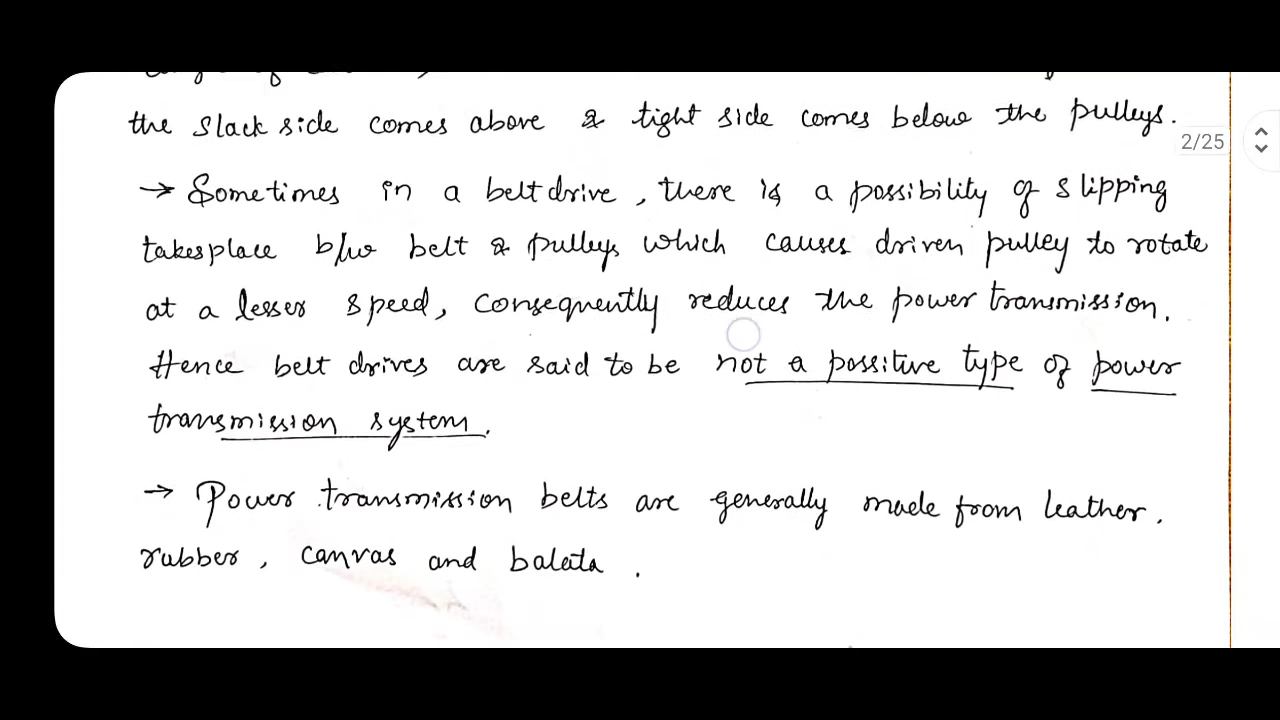 the slack side comes above & tight side comes below the pulleys.
2/25
→ Sometimes in a belt drive, there is a possibility of slipping
takesplace b/w belt & pulleys which causes driven pulley to rotate
at a lesser speed, consequently reduces the power transmission.
Hence belt drives are said to be not a possitive type of power
transmission system.
→ Power transmission belts are generally made from leather,
rubber, canvas and balata.